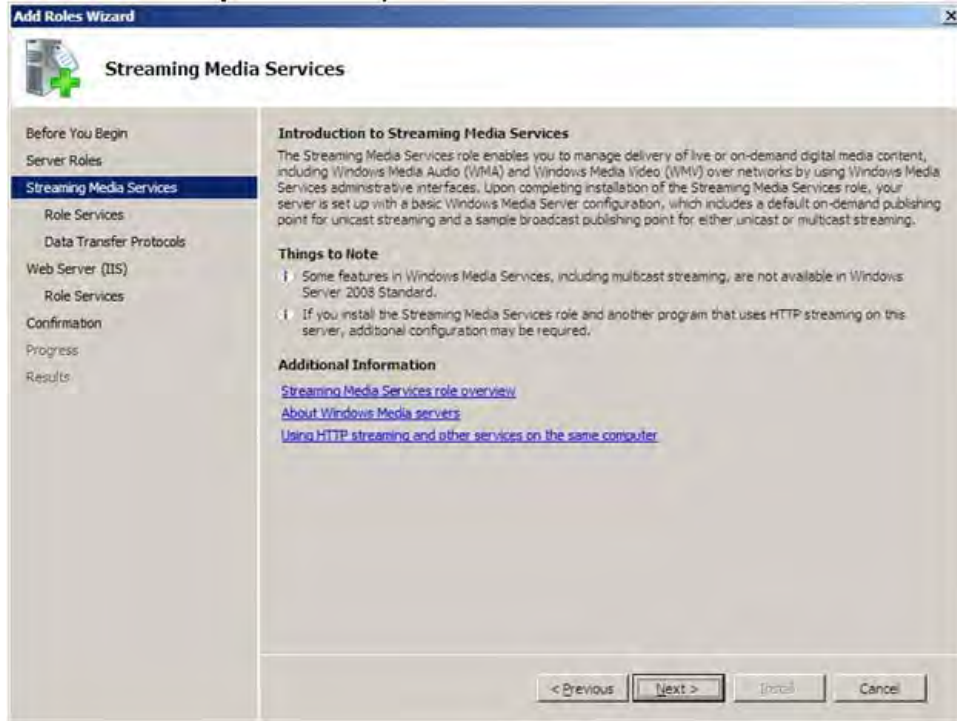 Add Roles Wizard
Streaming Media Services
Before You Begin
Server Roles
Streaming Media Services
Role Services
Data Transfer Protocols
Web Server (IIS)
Role Services
Confirmation
Progress
Results
Introduction to Streaming Media Services
The Streaming Media Services role enables you to manage delivery of live or on-demand digital media content,
including Windows Media Audio (WMA) and Windows Media Video (WMV) over networks by using Windows Media
Services administrative interfaces. Upon completing installation of the Streaming Media Services role, your
server is set up with a basic Windows Media Server configuration, which includes a default on-demand publishing
point for unicast streaming and a sample broadcast publishing point for either unicast or multicast streaming.
Things to Note
Some features in Windows Media Services, including multicast streaming, are not available in Windows
Server 2008 Standard.
If you install the Streaming Media Services role and another program that uses HTTP streaming on this
server, additional configuration may be required.
Additional Information
Streaming Media Services role overview
About Windows Media servers
Using HTTP streaming and other services on the same computer
< Previous
Next >
Install
Cancel